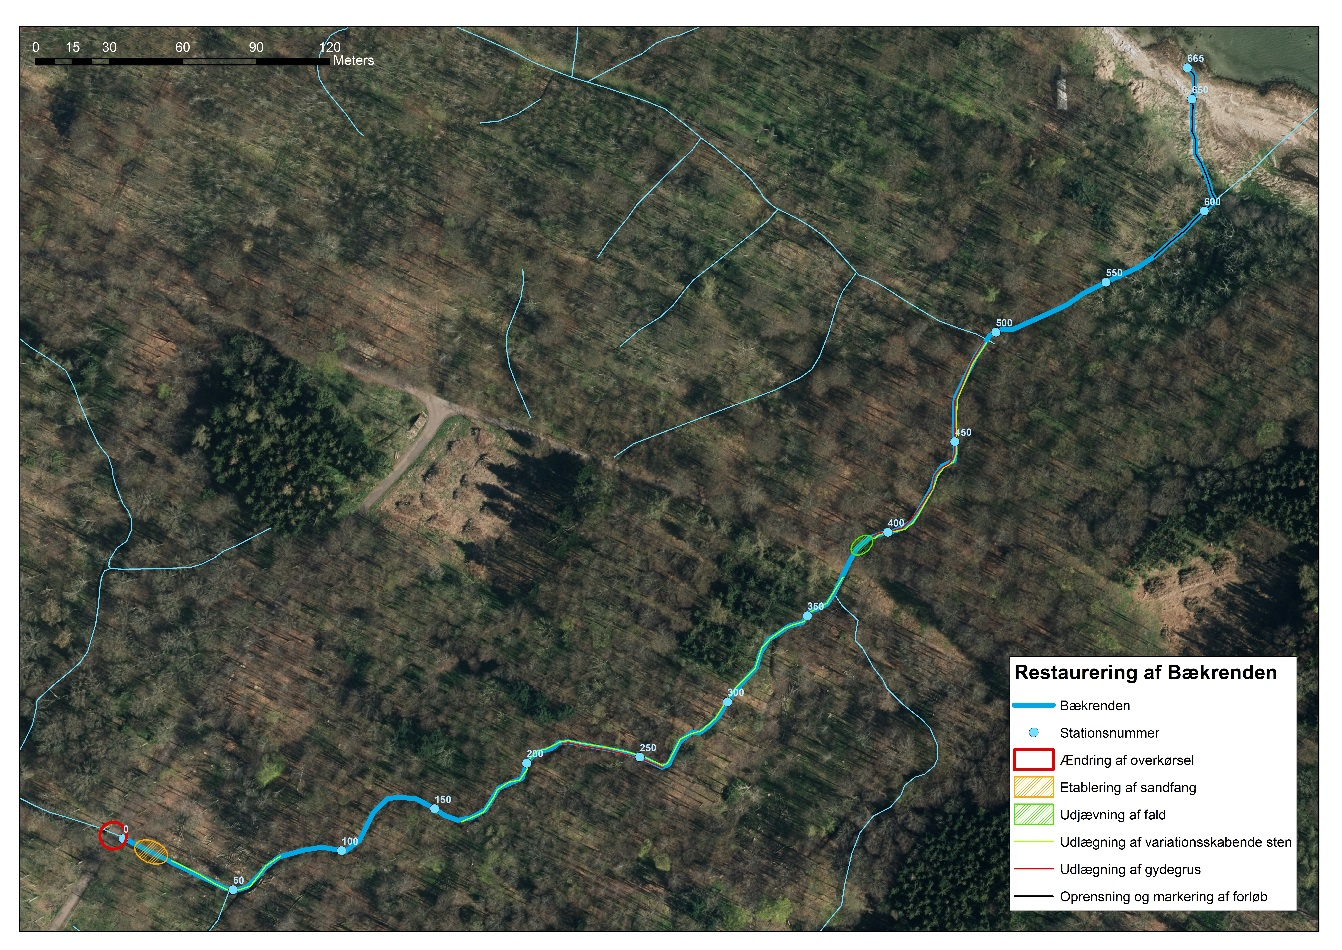 0 15 30 60 90 120
Meters
665
650
600
550
500
450
400
350
300
250
200
150
100
50
0
Restaurering af Bækrenden
Bækrenden
Stationsnummer
Ændring af overkørsel
Etablering af sandfang
Udjævning af fald
Udlægning af variationsskabende sten
Udlægning af gydegrus
Oprensning og markering af forløb